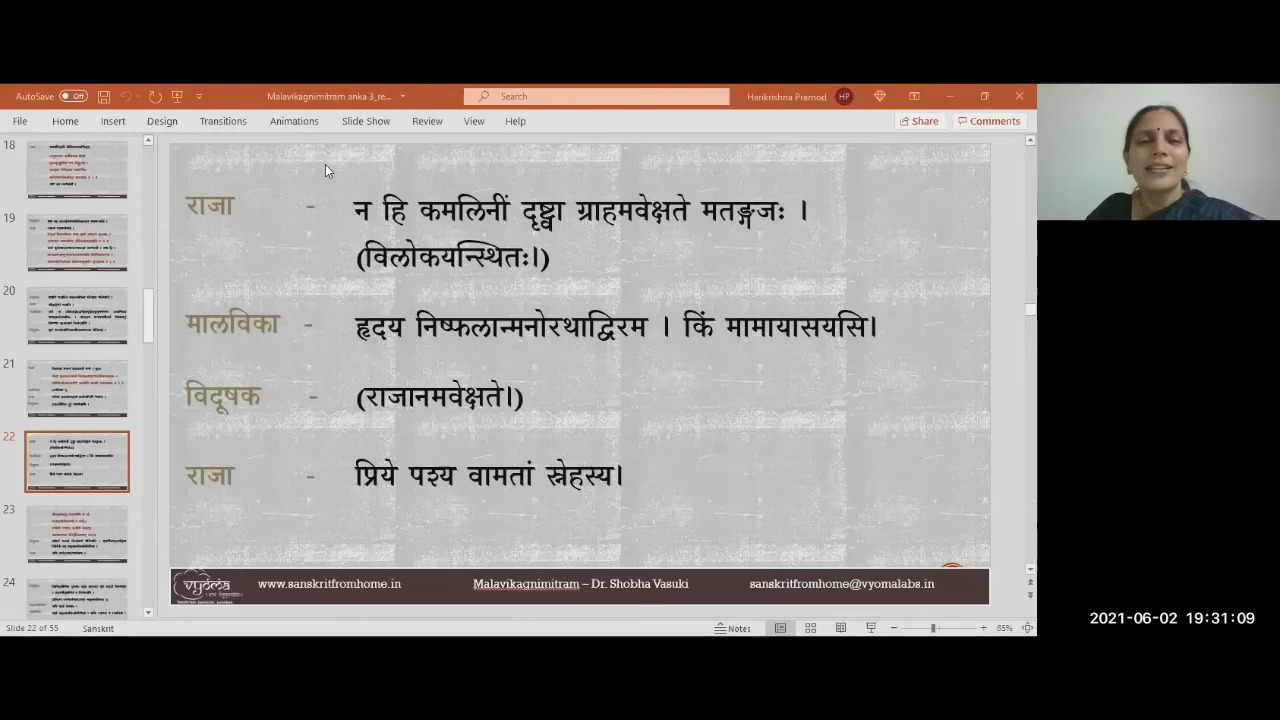 AutoSave Off
Malavikagnimitram anka 3_re...
Search
Harikrishna Pramod HP
File Home Insert Design Transitions Animations Slide Show Review View Help Share Comments
18
19
20
21
22
23
24
राजा - न हि कमलिनीं दृष्ट्वा ग्राहमवेक्षते मतङ्गजः ।
(विलोकयन्स्थितः।)
मालविका - हृदय निष्फलान्मनोरथाद्विरम । किं मामायासयसि।
विदूषक - (राजानमवेक्षते।)
राजा - प्रिये पश्य वामतां स्नेहस्य।
vyoma www.sanskritfromhome.in Malavikagnimitram – Dr. Shobha Vasuki sanskritfromhome@vyomalabs.in
Slide 22 of 55 Sanskrit Notes 85%
2021-06-02 19:31:09